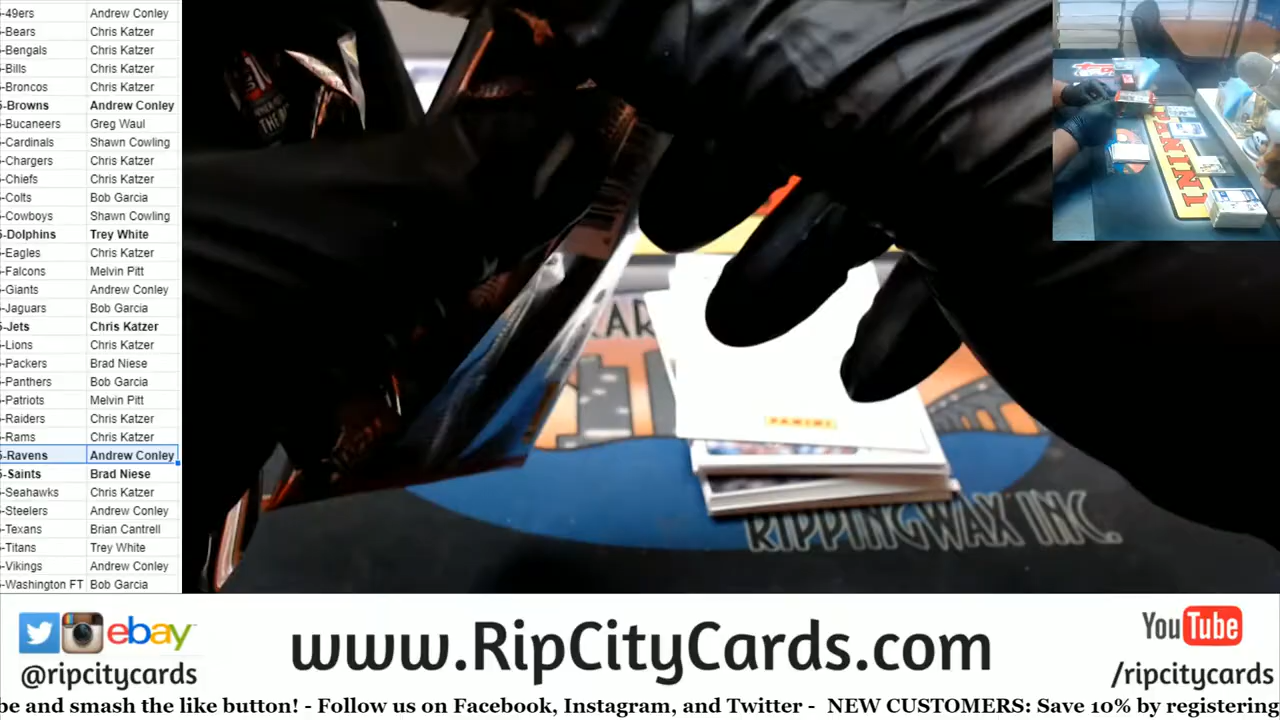 -49ers Andrew Conley
-Bears Chris Katzer
-Bengals Chris Katzer
-Bills Chris Katzer
-Broncos Chris Katzer
-Browns Andrew Conley
-Bucaneers Greg Waul
-Cardinals Shawn Cowling
-Chargers Chris Katzer
-Chiefs Chris Katzer
-Colts Bob Garcia
-Cowboys Shawn Cowling
-Dolphins Trey White
-Eagles Chris Katzer
-Falcons Melvin Pitt
-Giants Andrew Conley
-Jaguars Bob Garcia
-Jets Chris Katzer
-Lions Chris Katzer
-Packers Brad Niese
-Panthers Bob Garcia
-Patriots Melvin Pitt
-Raiders Chris Katzer
-Rams Chris Katzer
-Ravens Andrew Conley
-Saints Brad Niese
-Seahawks Chris Katzer
-Steelers Andrew Conley
-Texans Brian Cantrell
-Titans Trey White
-Vikings Andrew Conley
-Washington FT Bob Garcia
PANINI
PANINI
RIPPINGWAX INC.
ebay
@ripcitycards
www.RipCityCards.com
YouTube
/ripcitycards
be and smash the like button! - Follow us on Facebook, Instagram, and Twitter - NEW CUSTOMERS: Save 10% by registering